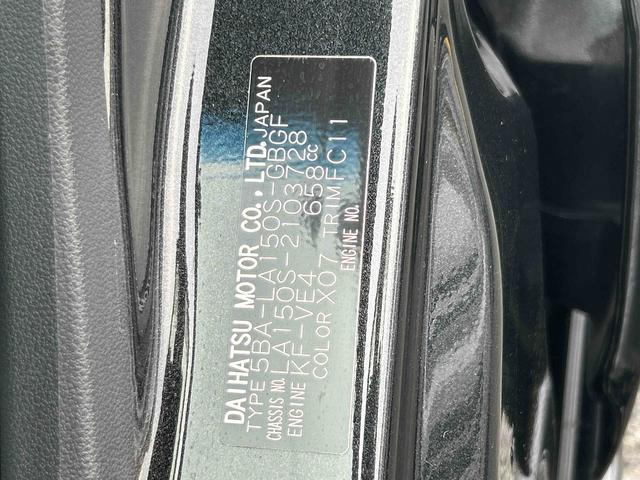 DAIHATSU MOTOR CO., LTD. JAPAN
TYPE 5BA-LA150S-GBGF
CHASSIS NO. LA150S-2103728
ENGINE KF-VE4 658cc
COLOR X07 TRIM FC11
ENGINE NO.